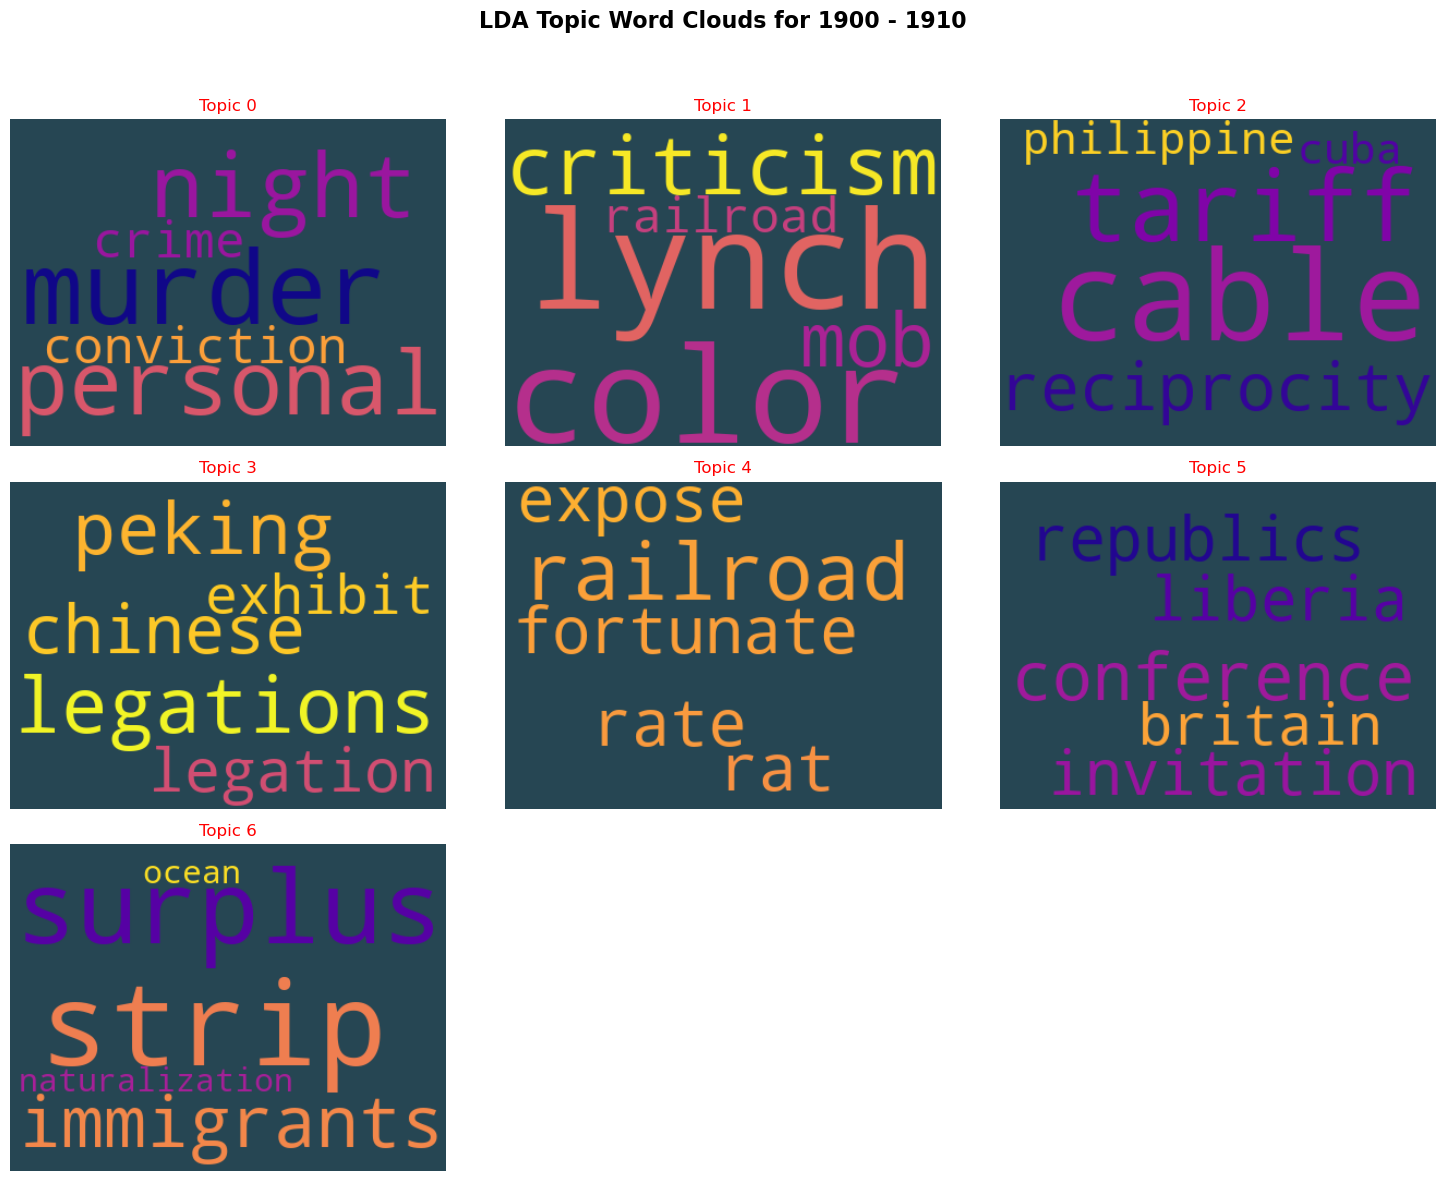 LDA Topic Word Clouds for 1900 - 1910
Topic 0
night
crime
murder
conviction
personal
Topic 1
criticism
railroad
lynch
mob
color
Topic 2
philippine
cuba
tariff
cable
reciprocity
Topic 3
peking
exhibit
chinese
legations
legation
Topic 4
expose
railroad
fortunate
rate
rat
Topic 5
republics
liberia
conference
britain
invitation
Topic 6
ocean
surplus
strip
naturalization
immigrants